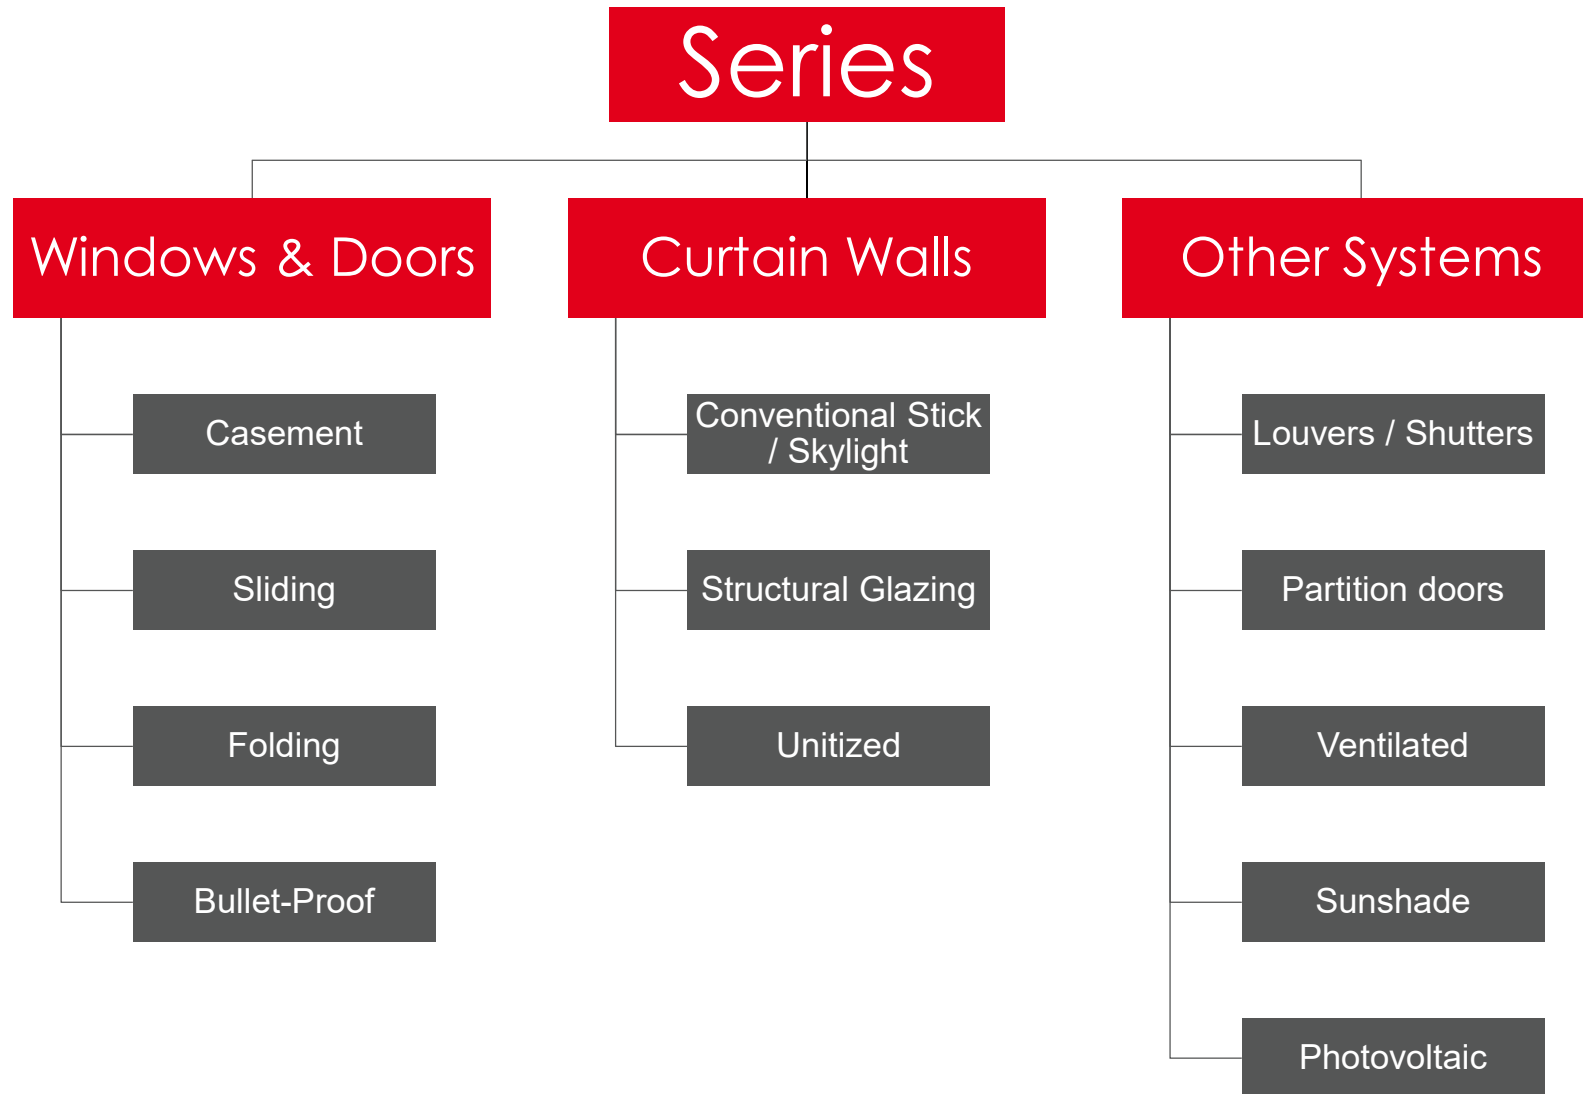 Series
Windows & Doors
Curtain Walls
Other Systems
Casement
Sliding
Folding
Bullet-Proof
Conventional Stick
/ Skylight
Structural Glazing
Unitized
Louvers / Shutters
Partition doors
Ventilated
Sunshade
Photovoltaic